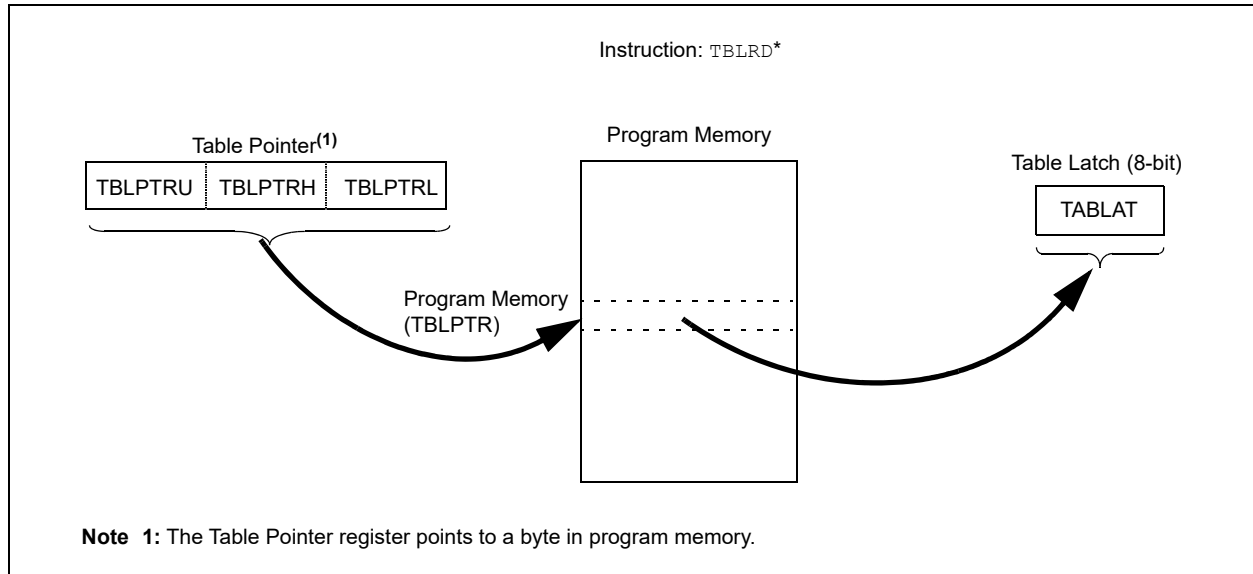 Instruction: TBLRD*
Table Pointer(1)
Program Memory
Table Latch (8-bit)
TBLPTRU TBLPTRH TBLPTRL
TABLAT
Program Memory
(TBLPTR)
Note 1: The Table Pointer register points to a byte in program memory.